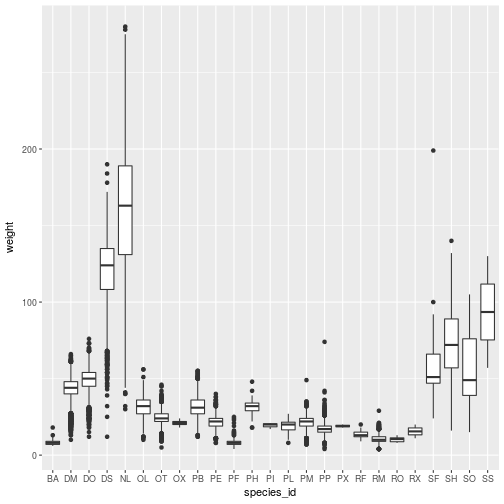 weight
200
100
0
BA DM DO DS NL OL OT OX PB PE PF PH PI PL PM PP PX RF RM RO RX SF SH SO SS
species_id